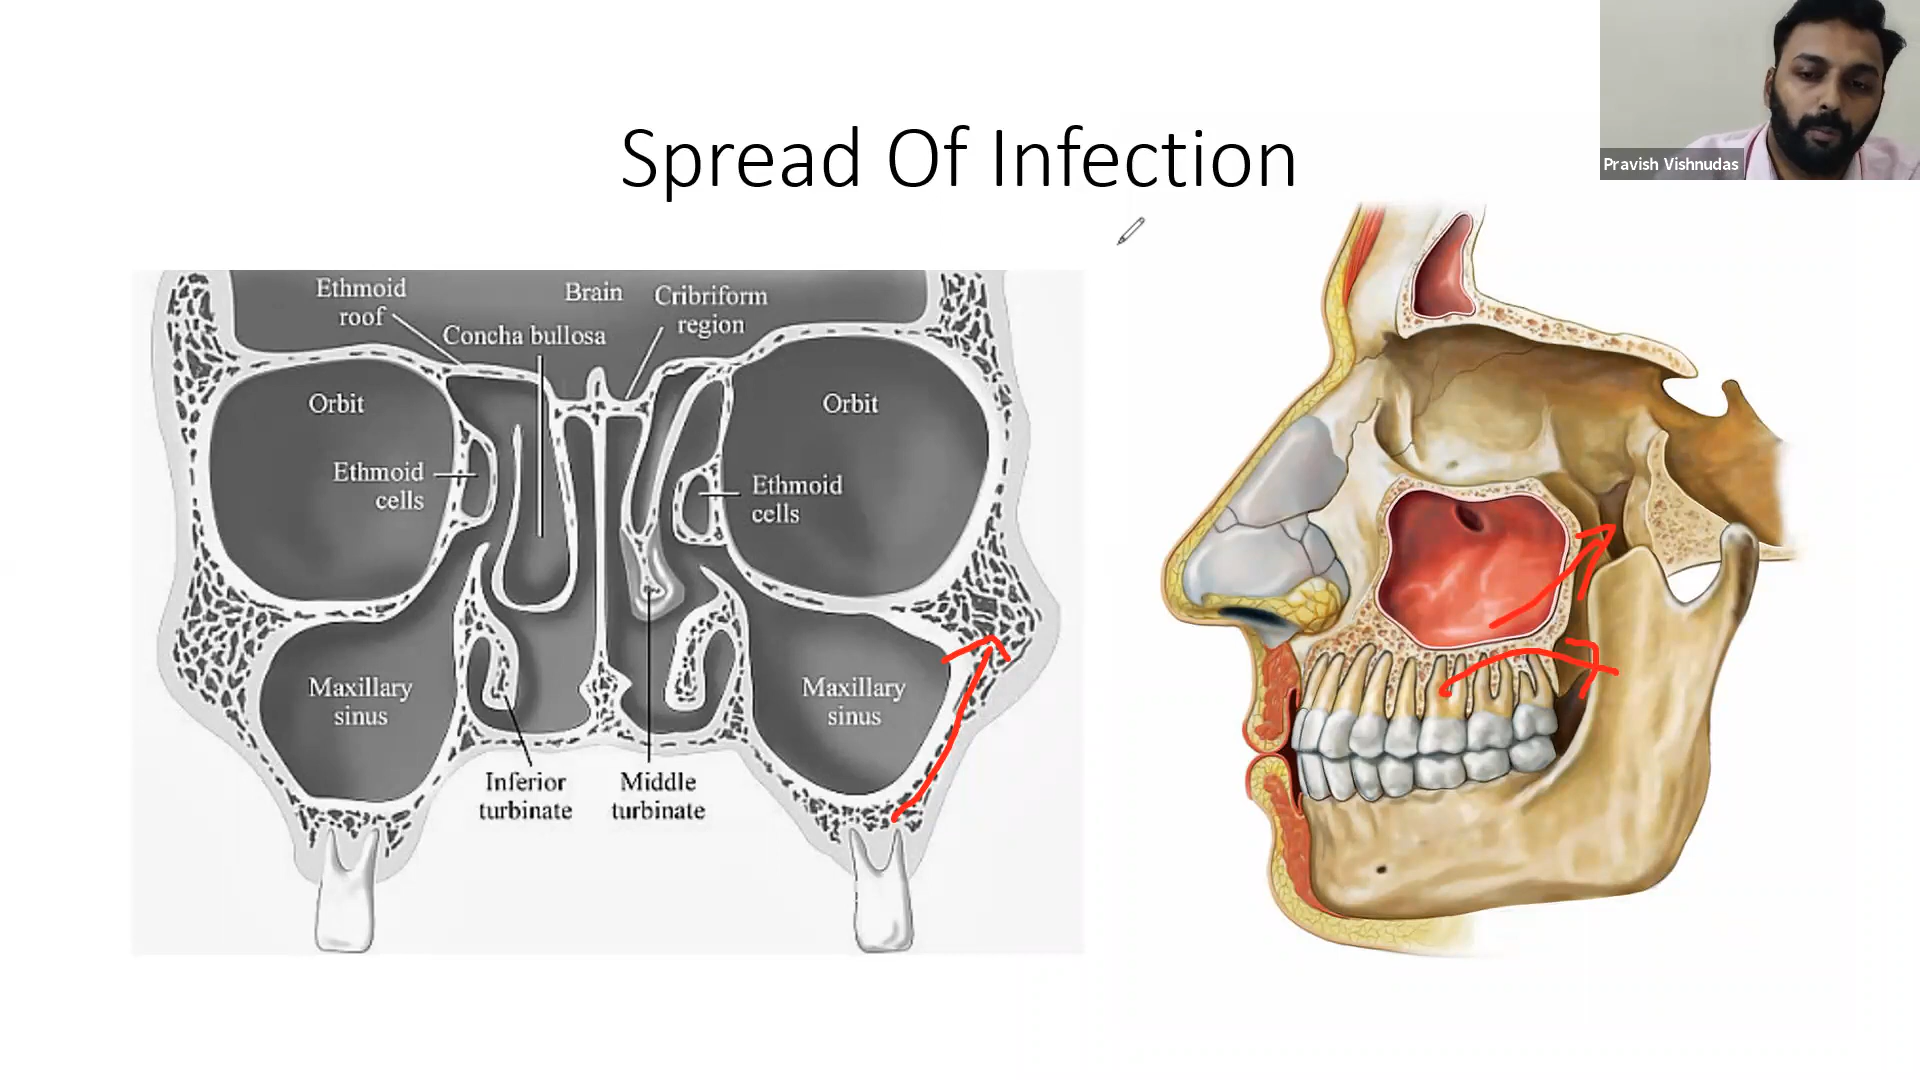 Pravish Vishnudas
Spread Of Infection
Ethmoid
roof
Brain
Cribriform
region
Concha bullosa
Orbit
Orbit
Ethmoid
cells
Ethmoid
cells
Maxillary
sinus
Maxillary
sinus
Inferior
turbinate
Middle
turbinate